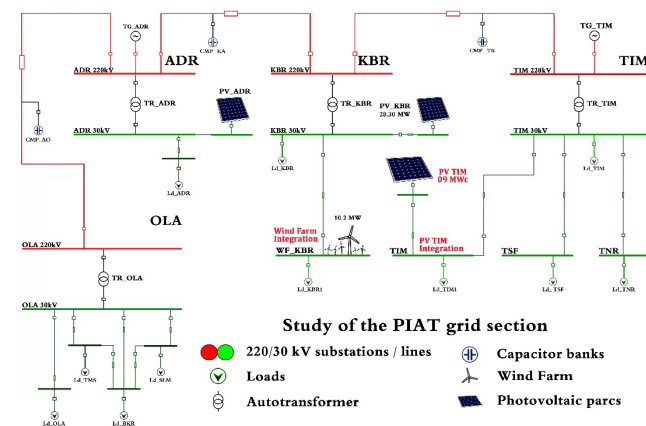 TG_ADR
TG_TIM
CMP_KA
CMP_TK
ADR
KBR
TIM
ADR 220kV
KBR 220kV
TIM 220kV
PV_ADR
TR_ADR
TR_KBR
PV_KBR
28.30 MW
TR_TIM
CMP_AO
ADR 30kV
KBR 30kV
TIM 30kV
Ld_KBR
PV TIM
09 MWc
Ld_TIM
Ld_ADR
OLA
10.2 MW
Wind Farm
Integration
PV TIM
Integration
OLA 220kV
WF_KBR
TIM
TSF
TNR
TR_OLA
Ld_KBR1
Ld_TIM1
Ld_TSF
Ld_TNR
OLA 30kV
Study of the PIAT grid section
220/30 kV substations / lines
Capacitor banks
Loads
Wind Farm
Autotransformer
Photovoltaic parcs
Ld_TMS
Ld_SLM
Ld_OLA
Ld_BKR